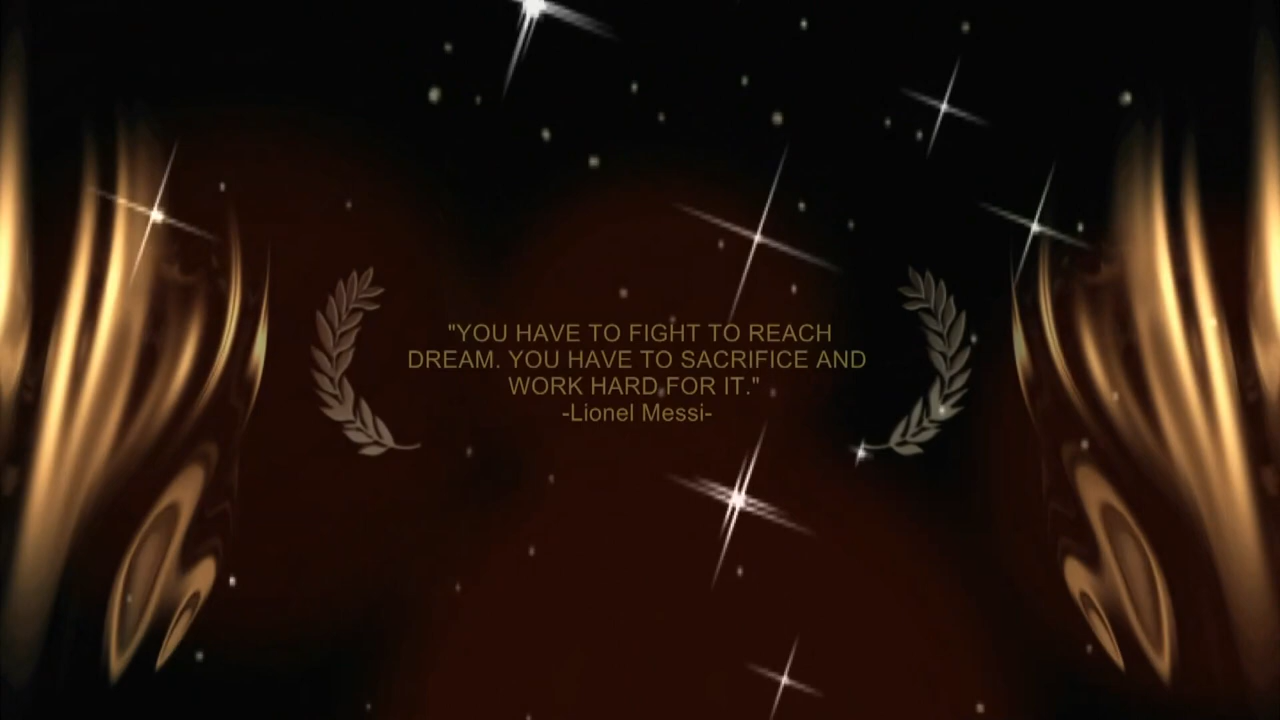 "YOU HAVE TO FIGHT TO REACH
DREAM. YOU HAVE TO SACRIFICE AND
WORK HARD FOR IT."
-Lionel Messi-